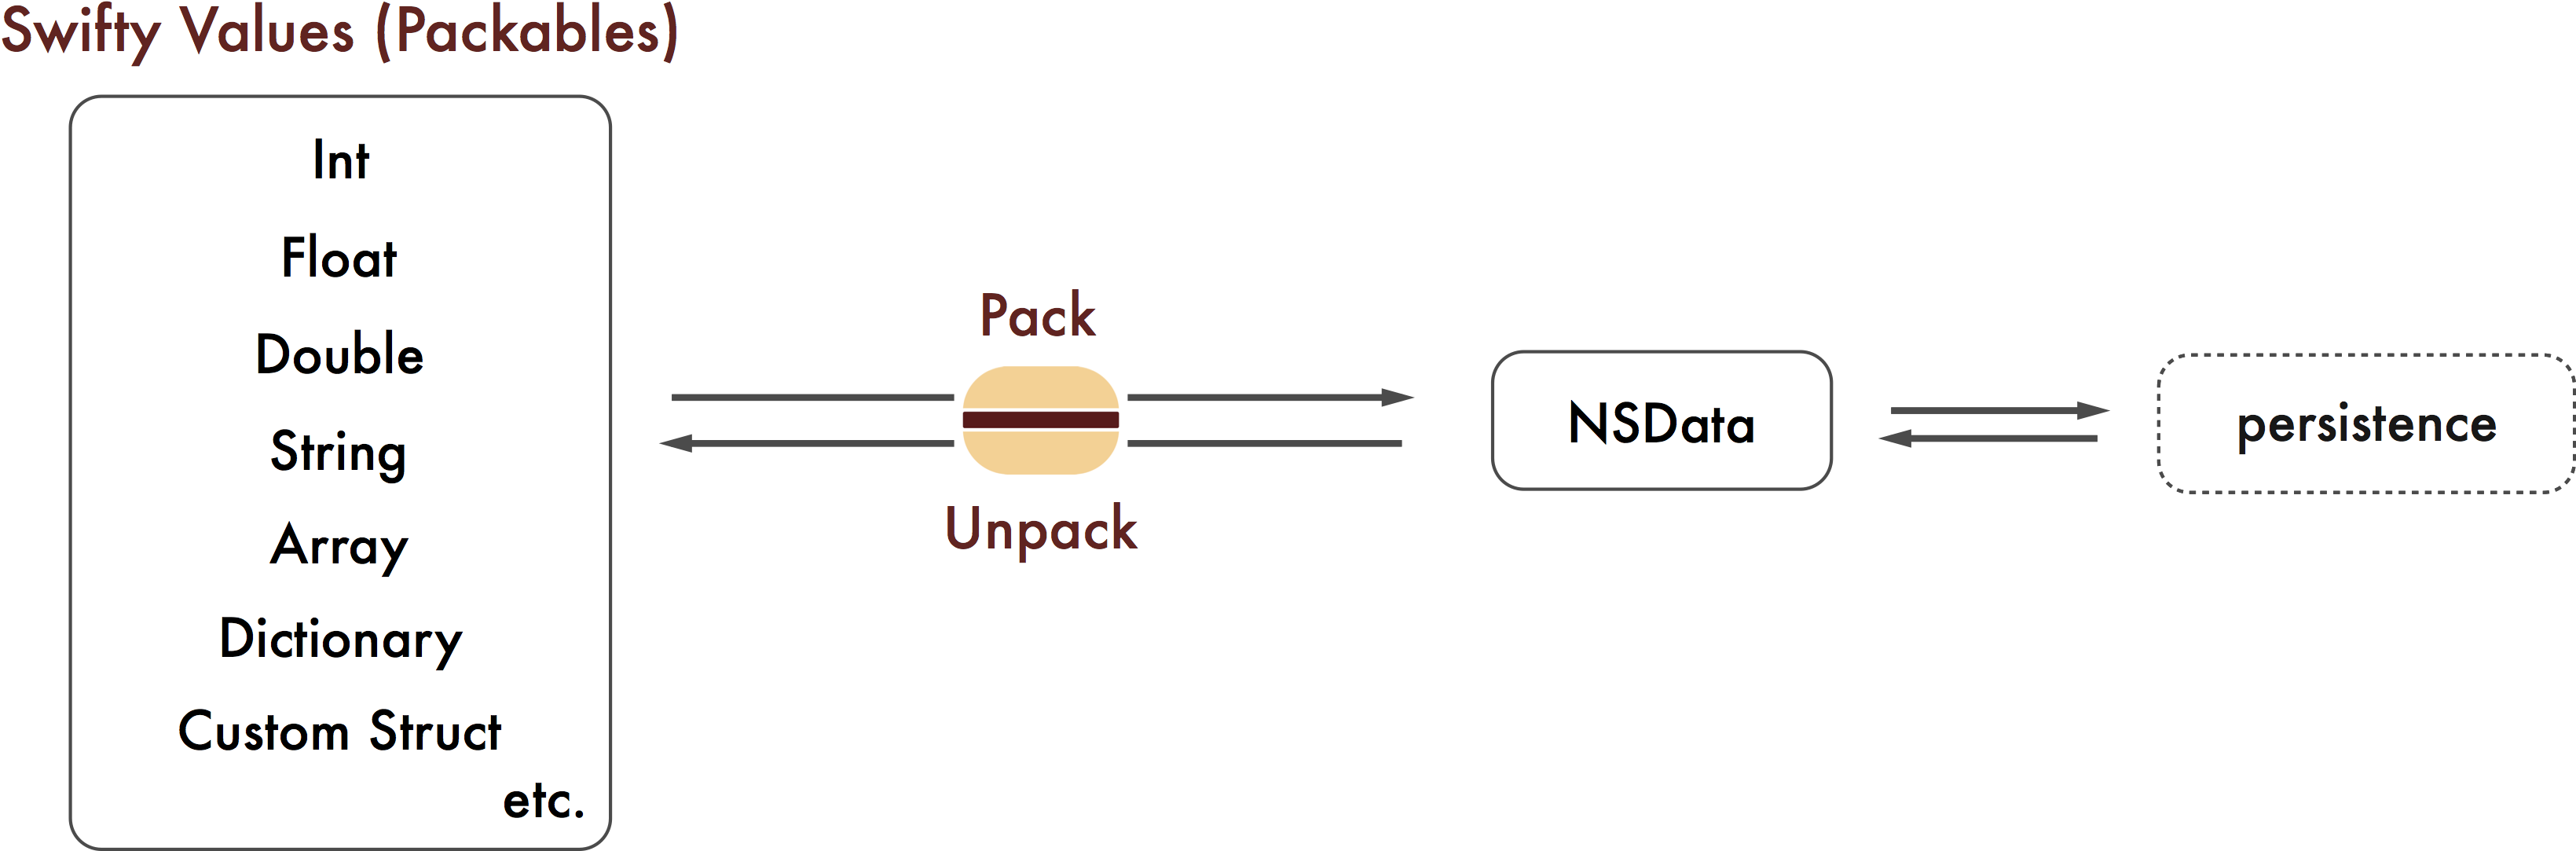 Swifty Values (Packables)
Int
Float
Double
String
Array
Dictionary
Custom Struct
etc.
Pack
Unpack
NSData
persistence